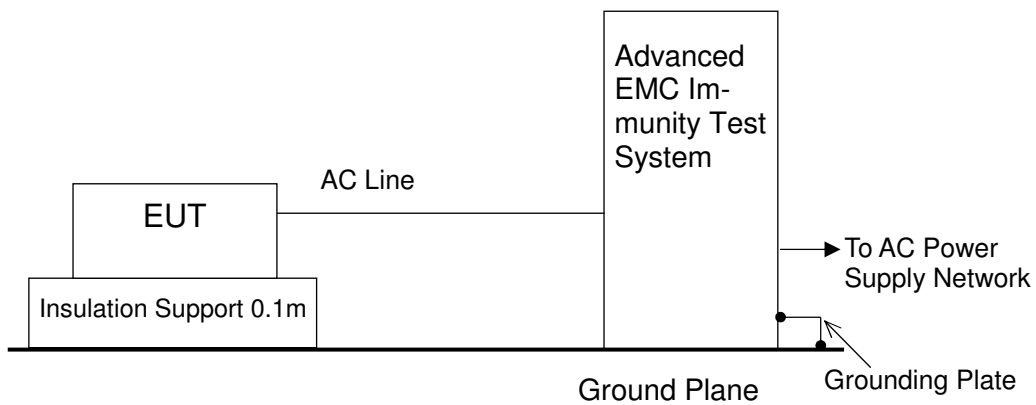 Advanced
EMC Im-
munity Test
System
AC Line
EUT
To AC Power
Supply Network
Insulation Support 0.1m
Ground Plane
Grounding Plate